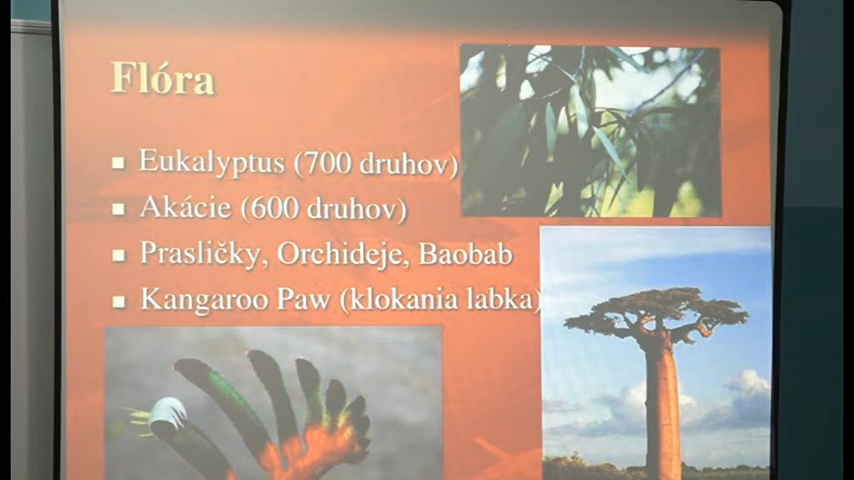 Flóra
Eukalyptus (700 druhov)
Akácie (600 druhov)
Prasličky, Orchideje, Baobab
Kangaroo Paw (klokania labka)